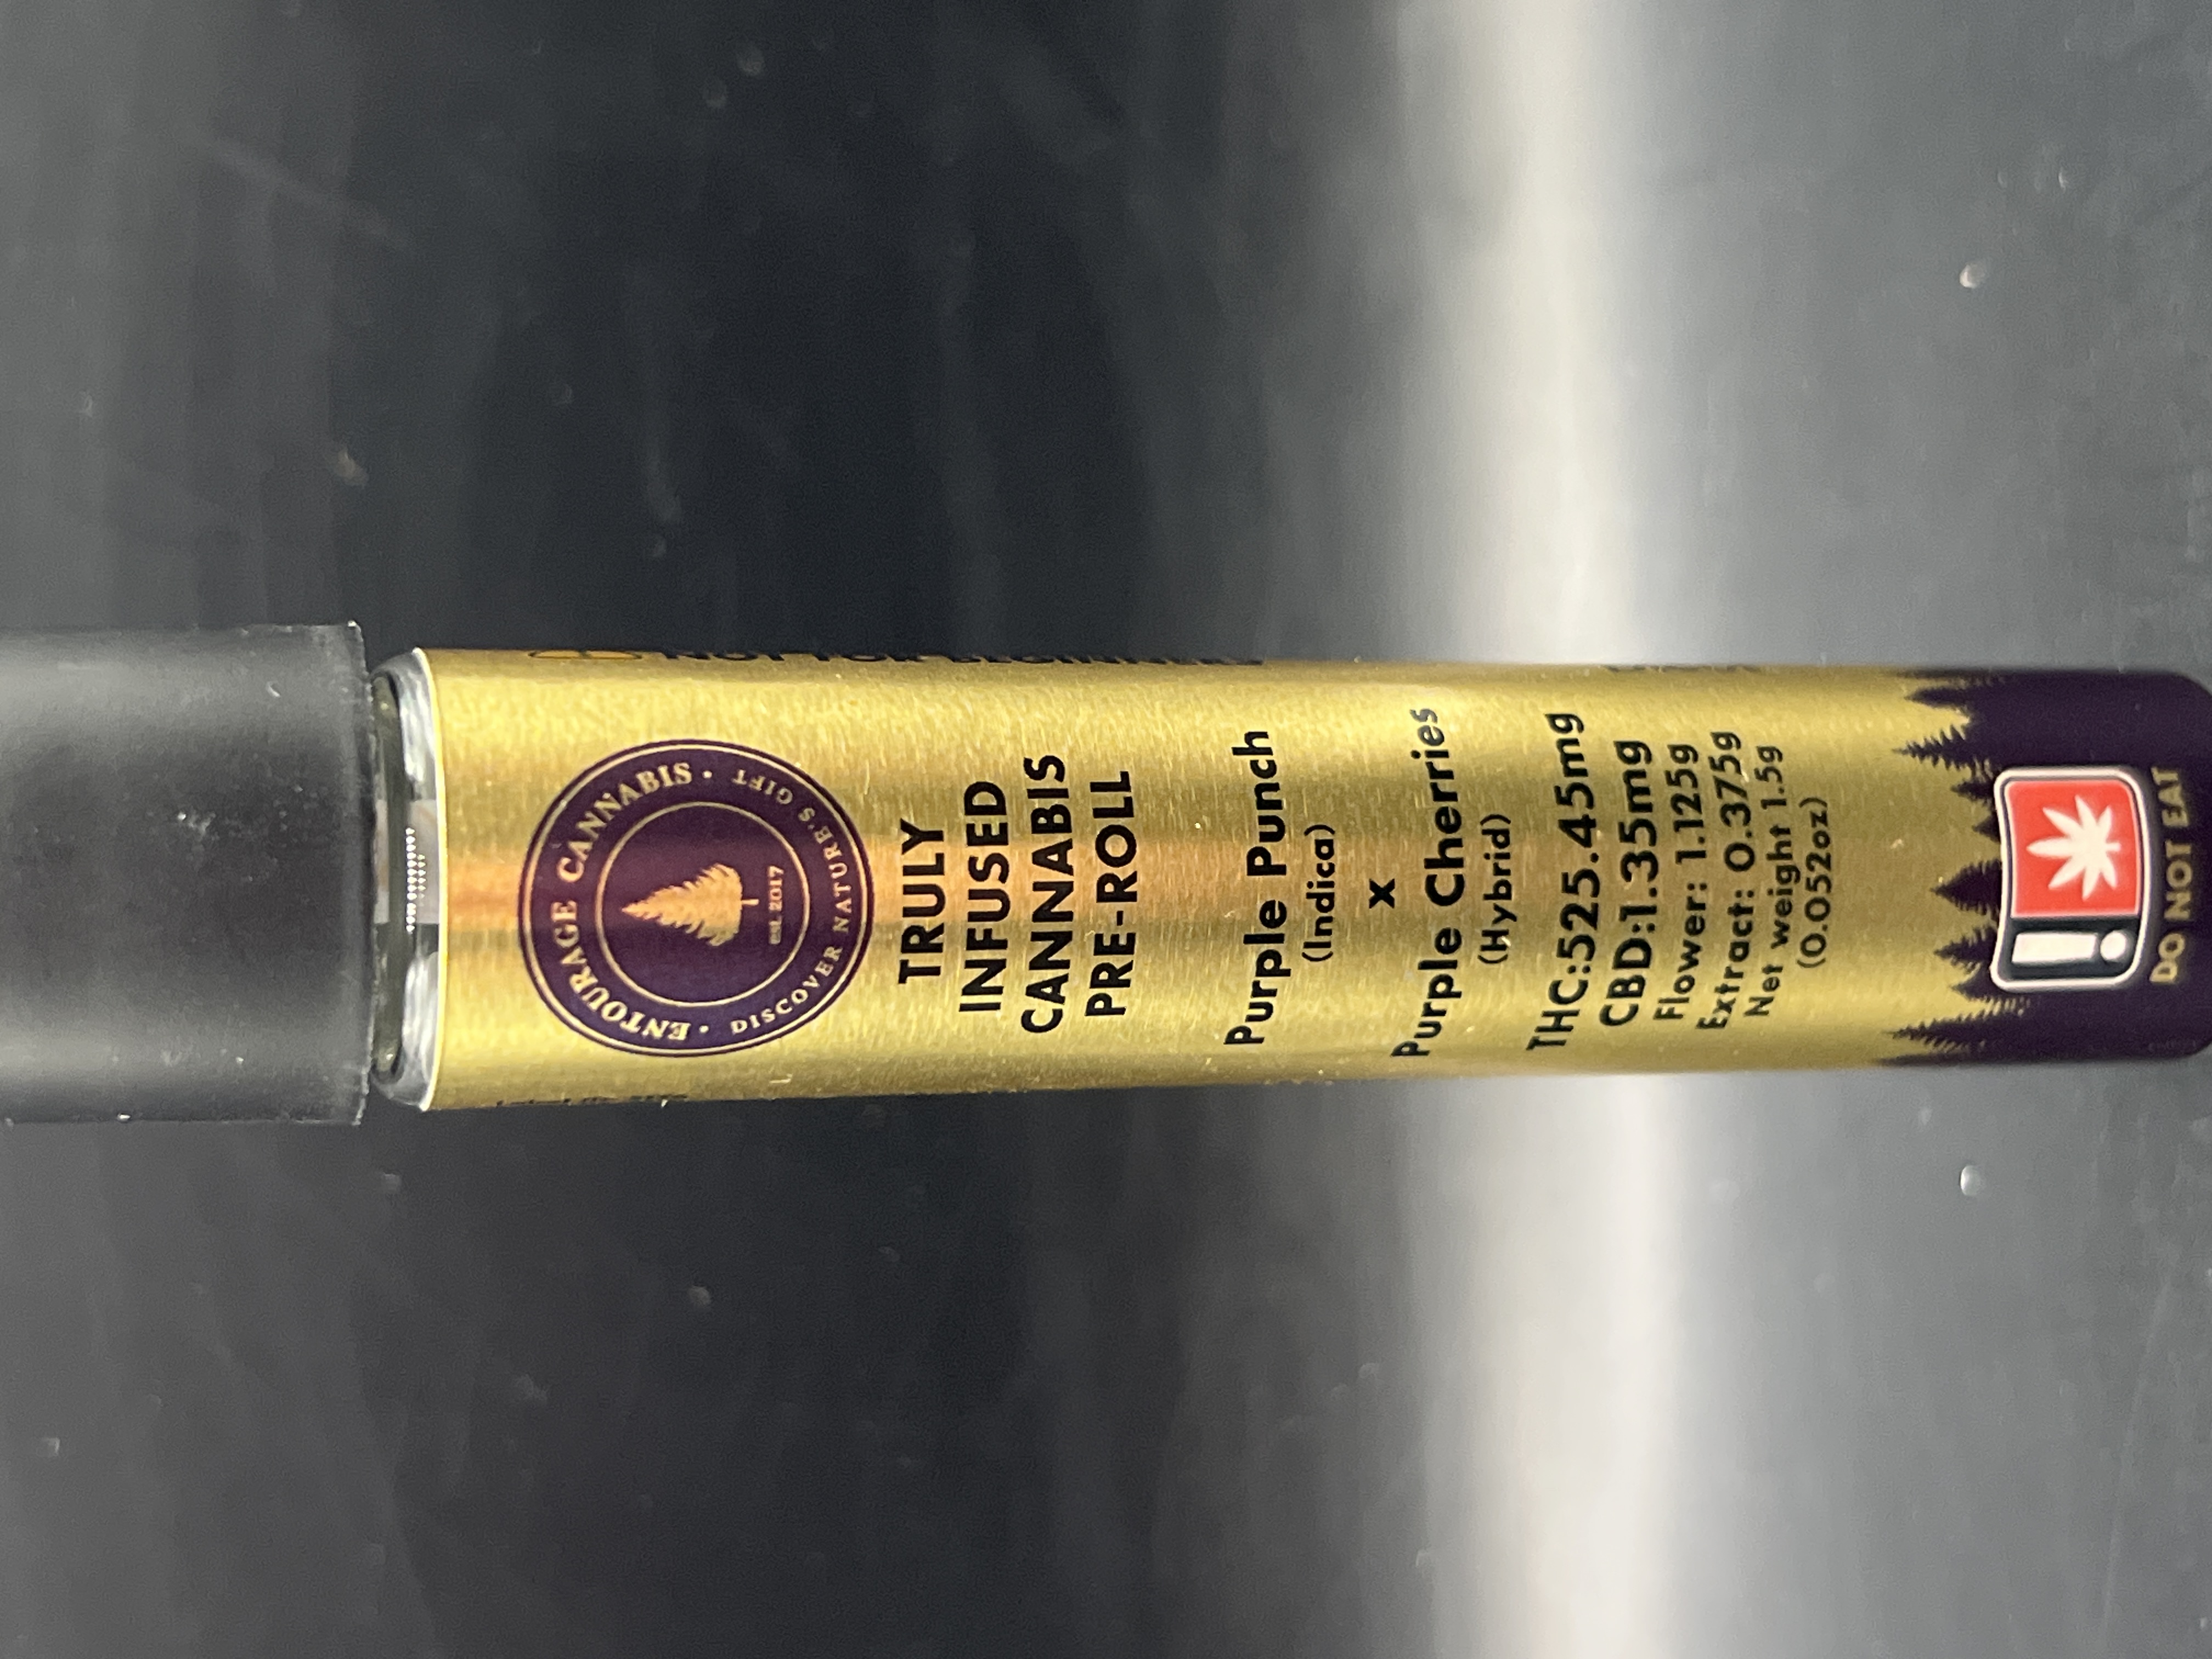 ENTOURAGE CANNABIS •
DISCOVER NATURE'S GIFT •
est. 2017
TRULY
INFUSED
CANNABIS
PRE-ROLL
Purple Punch
(Indica)
x
Purple Cherries
(Hybrid)
THC:525.45mg
CBD:1.35mg
Flower: 1.125g
Extract: 0.375g
Net weight 1.5g
(0.052oz)
!
DO NOT EAT